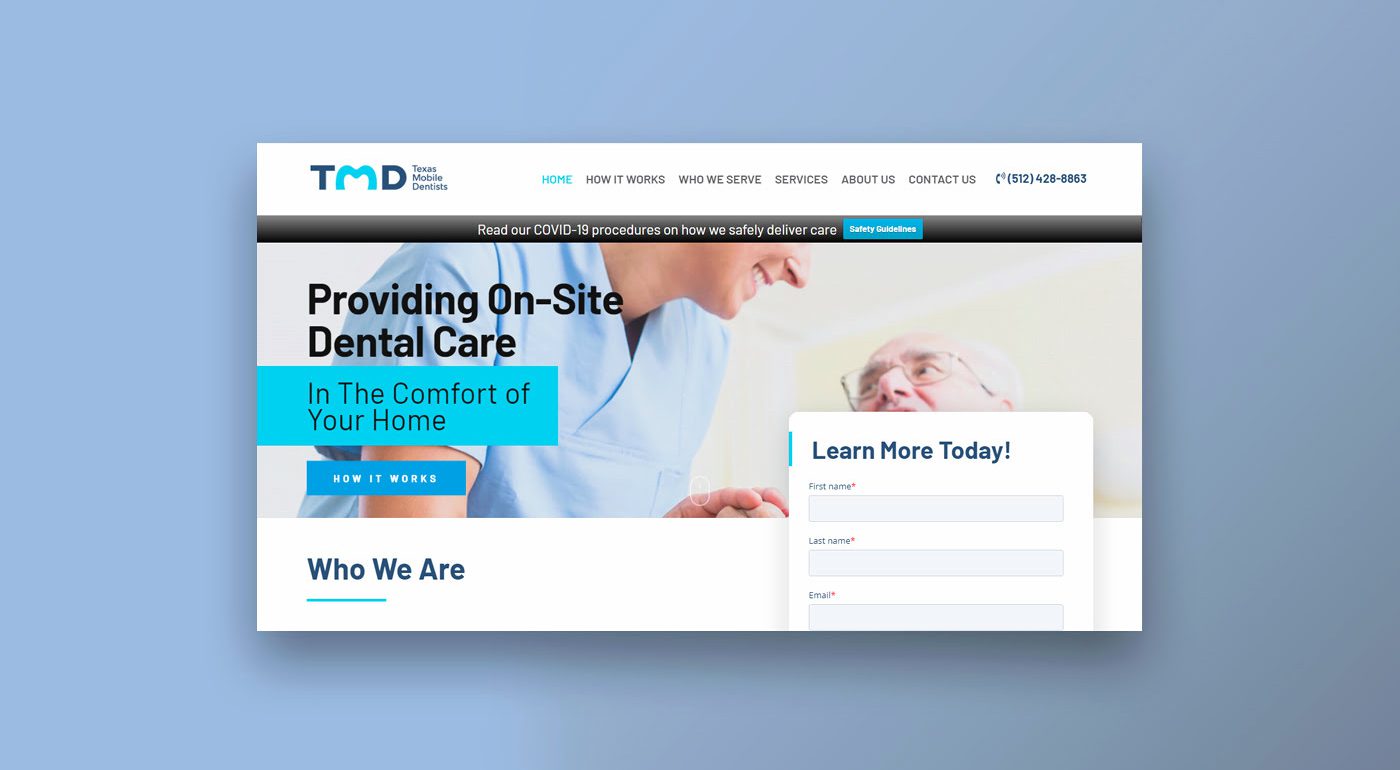 TMD
Texas
Mobile
Dentists
HOME HOW IT WORKS WHO WE SERVE SERVICES ABOUT US CONTACT US (512) 428-8863
Read our COVID-19 procedures on how we safely deliver care Safety Guidelines
Providing On-Site
Dental Care
In The Comfort of
Your Home
HOW IT WORKS
Learn More Today!
First name*
Last name*
Email*
Who We Are